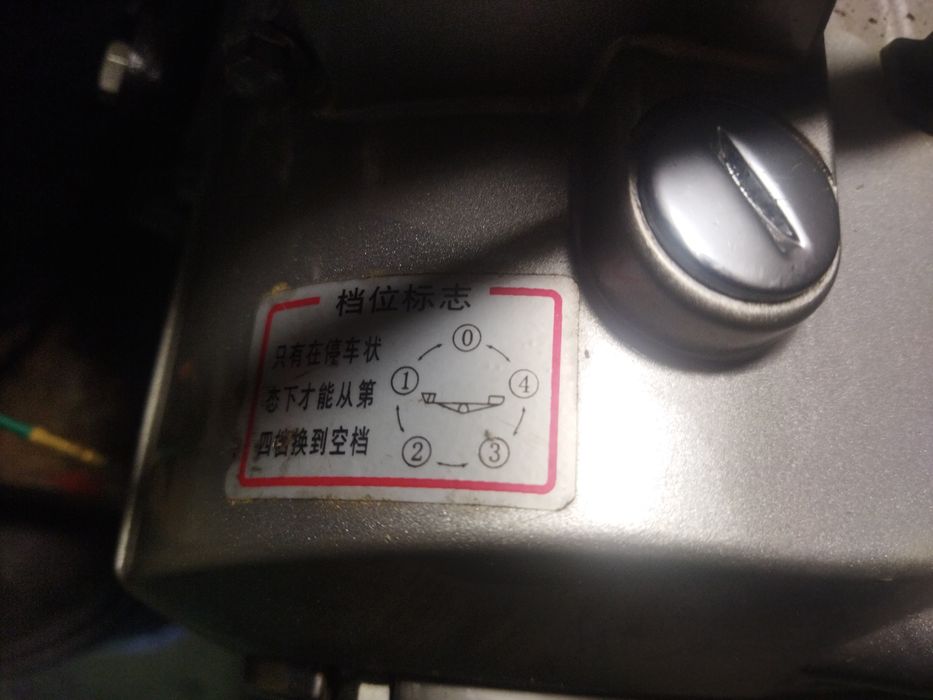 档位标志
只有在停车状
态下才能从第
四档换到空档
⓪
① ④
② ③